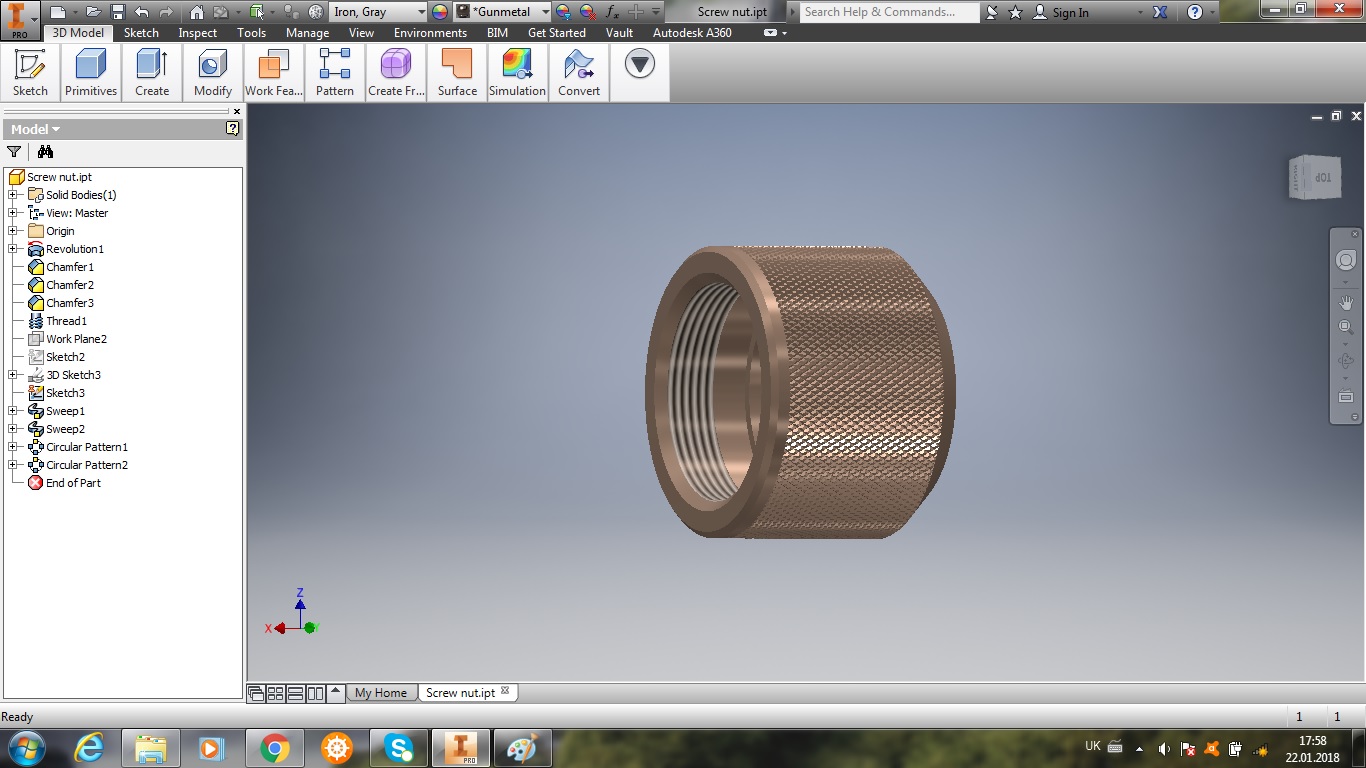 Iron, Gray
*Gunmetal
Screw nut.ipt
Search Help & Commands...
Sign In
PRO
3D Model
Sketch
Inspect
Tools
Manage
View
Environments
BIM
Get Started
Vault
Autodesk A360
Sketch
Primitives
Create
Modify
Work Fea...
Pattern
Create Fr...
Surface
Simulation
Convert
Model
Screw nut.ipt
Solid Bodies(1)
View: Master
Origin
Revolution1
Chamfer1
Chamfer2
Chamfer3
Thread1
Work Plane2
Sketch2
3D Sketch3
Sketch3
Sweep1
Sweep2
Circular Pattern1
Circular Pattern2
End of Part
TOP
RIGHT
Z
X
My Home
Screw nut.ipt
Ready
1 1
PRO
UK
17:58
22.01.2018